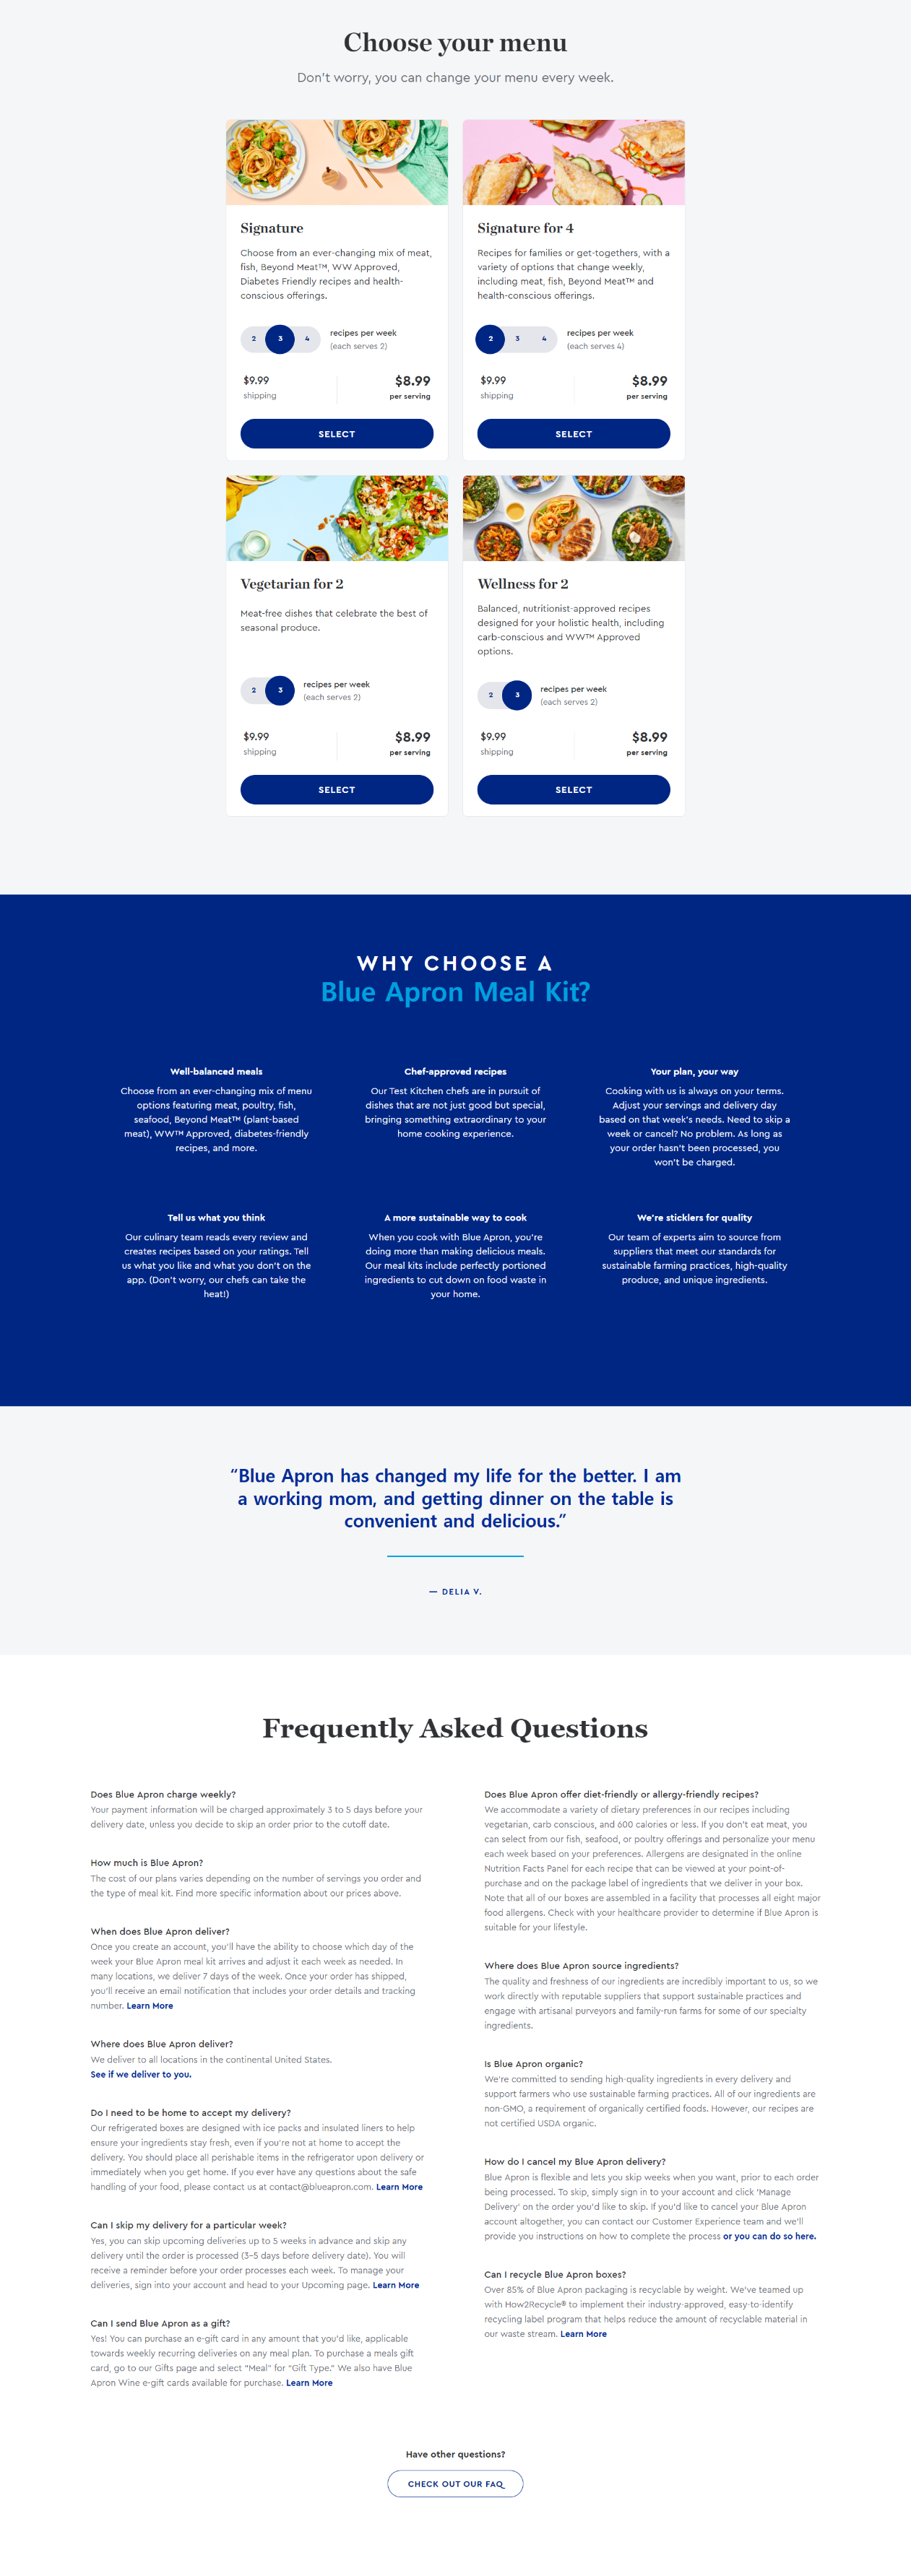 Choose your menu
Don't worry, you can change your menu every week.
Signature
Choose from an ever-changing mix of meat,
fish, Beyond Meat™, WW Approved,
Diabetes Friendly recipes and health-
conscious offerings.
2 3 4 recipes per week
(each serves 2)
$9.99 $8.99
shipping per serving
SELECT
Signature for 4
Recipes for families or get-togethers, with a
variety of options that change weekly,
including meat, fish, Beyond Meat™ and
health-conscious offerings.
2 3 4 recipes per week
(each serves 4)
$9.99 $8.99
shipping per serving
SELECT
Vegetarian for 2
Meat-free dishes that celebrate the best of
seasonal produce.
2 3 recipes per week
(each serves 2)
$9.99 $8.99
shipping per serving
SELECT
Wellness for 2
Balanced, nutritionist-approved recipes
designed for your holistic health, including
carb-conscious and WW™ Approved
options.
2 3 recipes per week
(each serves 2)
$9.99 $8.99
shipping per serving
SELECT
WHY CHOOSE A
Blue Apron Meal Kit?
Well-balanced meals
Choose from an ever-changing mix of menu
options featuring meat, poultry, fish,
seafood, Beyond Meat™ (plant-based
meat), WW™ Approved, diabetes-friendly
recipes, and more.
Chef-approved recipes
Our Test Kitchen chefs are in pursuit of
dishes that are not just good but special,
bringing something extraordinary to your
home cooking experience.
Your plan, your way
Cooking with us is always on your terms.
Adjust your servings and delivery day
based on that week's needs. Need to skip a
week or cancel? No problem. As long as
your order hasn't been processed, you
won't be charged.
Tell us what you think
Our culinary team reads every review and
creates recipes based on your ratings. Tell
us what you like and what you don't on the
app. (Don't worry, our chefs can take the
heat!)
A more sustainable way to cook
When you cook with Blue Apron, you're
doing more than making delicious meals.
Our meal kits include perfectly portioned
ingredients to cut down on food waste in
your home.
We're sticklers for quality
Our team of experts aim to source from
suppliers that meet our standards for
sustainable farming practices, high-quality
produce, and unique ingredients.
“Blue Apron has changed my life for the better. I am
a working mom, and getting dinner on the table is
convenient and delicious.”
— DELIA V.
Frequently Asked Questions
Does Blue Apron charge weekly?
Your payment information will be charged approximately 3 to 5 days before your
delivery date, unless you decide to skip an order prior to the cutoff date.
How much is Blue Apron?
The cost of our plans varies depending on the number of servings you order and
the type of meal kit. Find more specific information about our prices above.
When does Blue Apron deliver?
Once you create an account, you'll have the ability to choose which day of the
week your Blue Apron meal kit arrives and adjust it each week as needed. In
many locations, we deliver 7 days of the week. Once your order has shipped,
you'll receive an email notification that includes your order details and tracking
number. Learn More
Where does Blue Apron deliver?
We deliver to all locations in the continental United States.
See if we deliver to you.
Do I need to be home to accept my delivery?
Our refrigerated boxes are designed with ice packs and insulated liners to help
ensure your ingredients stay fresh, even if you're not at home to accept the
delivery. You should place all perishable items in the refrigerator upon delivery or
immediately when you get home. If you ever have any questions about the safe
handling of your food, please contact us at contact@blueapron.com. Learn More
Can I skip my delivery for a particular week?
Yes, you can skip upcoming deliveries up to 5 weeks in advance and skip any
delivery until the order is processed (3-5 days before delivery date). You will
receive a reminder before your order processes each week. To manage your
deliveries, sign into your account and head to your Upcoming page. Learn More
Can I send Blue Apron as a gift?
Yes! You can purchase an e-gift card in any amount that you'd like, applicable
towards weekly recurring deliveries on any meal plan. To purchase a meals gift
card, go to our Gifts page and select “Meal” for “Gift Type.” We also have Blue
Apron Wine e-gift cards available for purchase. Learn More
Does Blue Apron offer diet-friendly or allergy-friendly recipes?
We accommodate a variety of dietary preferences in our recipes including
vegetarian, carb conscious, and 600 calories or less. If you don't eat meat, you
can select from our fish, seafood, or poultry offerings and personalize your menu
each week based on your preferences. Allergens are designated in the online
Nutrition Facts Panel for each recipe that can be viewed at your point-of-
purchase and on the package label of ingredients that we deliver in your box.
Note that all of our boxes are assembled in a facility that processes all eight major
food allergens. Check with your healthcare provider to determine if Blue Apron is
suitable for your lifestyle.
Where does Blue Apron source ingredients?
The quality and freshness of our ingredients are incredibly important to us, so we
work directly with reputable suppliers that support sustainable practices and
engage with artisanal purveyors and family-run farms for some of our specialty
ingredients.
Is Blue Apron organic?
We're committed to sending high-quality ingredients in every delivery and
support farmers who use sustainable farming practices. All of our ingredients are
non-GMO, a requirement of organically certified foods. However, our recipes are
not certified USDA organic.
How do I cancel my Blue Apron delivery?
Blue Apron is flexible and lets you skip weeks when you want, prior to each order
being processed. To skip, simply sign in to your account and click 'Manage
Delivery' on the order you'd like to skip. If you'd like to cancel your Blue Apron
account altogether, you can contact our Customer Experience team and we'll
provide you instructions on how to complete the process or you can do so here.
Can I recycle Blue Apron boxes?
Over 85% of Blue Apron packaging is recyclable by weight. We've teamed up
with How2Recycle® to implement their industry-approved, easy-to-identify
recycling label program that helps reduce the amount of recyclable material in
our waste stream. Learn More
Have other questions?
CHECK OUT OUR FAQ